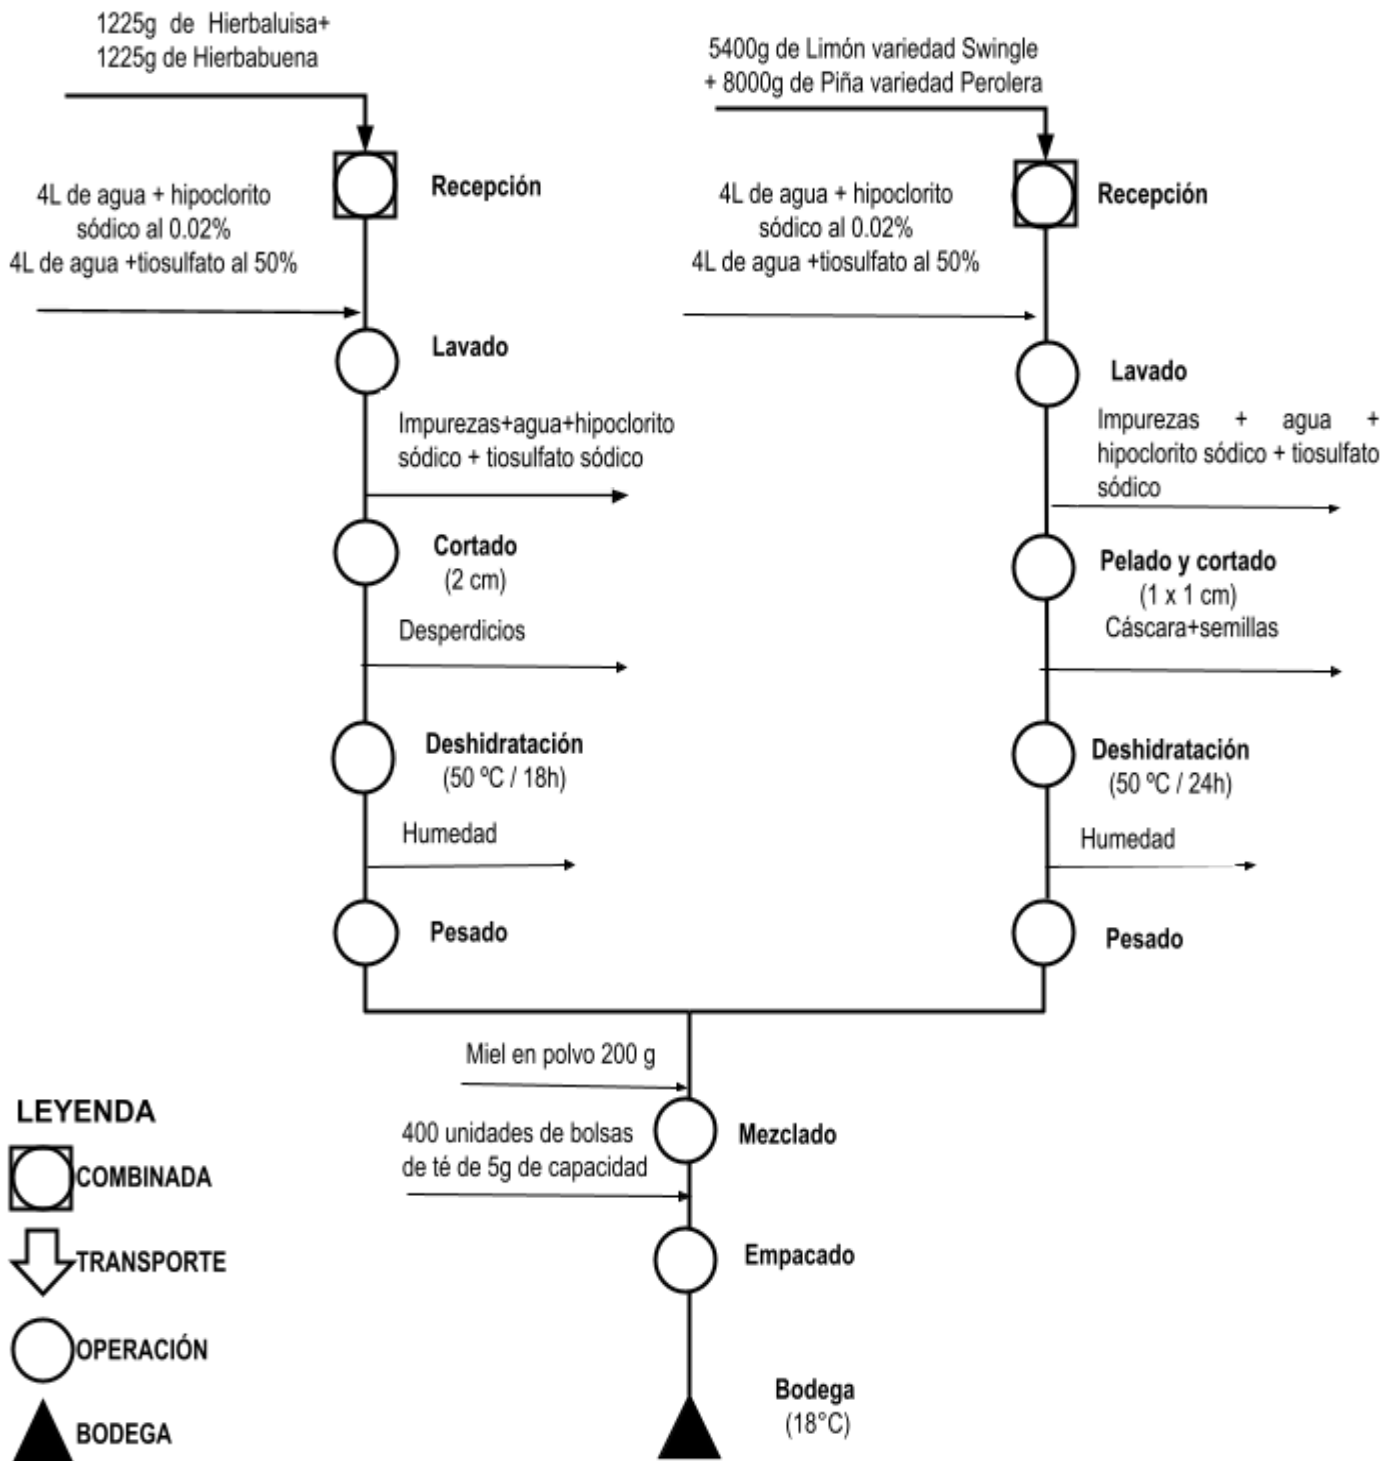 1225g de Hierbaluisa+
1225g de Hierbabuena
4L de agua + hipoclorito
sódico al 0.02%
4L de agua +tiosulfato al 50%
Recepción
Lavado
Impurezas+agua+hipoclorito
sódico + tiosulfato sódico
Cortado
(2 cm)
Desperdicios
Deshidratación
(50 ºC / 18h)
Humedad
Pesado
5400g de Limón variedad Swingle
+ 8000g de Piña variedad Perolera
4L de agua + hipoclorito
sódico al 0.02%
4L de agua +tiosulfato al 50%
Recepción
Lavado
Impurezas + agua +
hipoclorito sódico + tiosulfato
sódico
Pelado y cortado
(1 x 1 cm)
Cáscara+semillas
Deshidratación
(50 ºC / 24h)
Humedad
Pesado
Miel en polvo 200 g
Mezclado
400 unidades de bolsas
de té de 5g de capacidad
Empacado
Bodega
(18°C)
LEYENDA
COMBINADA
TRANSPORTE
OPERACIÓN
BODEGA